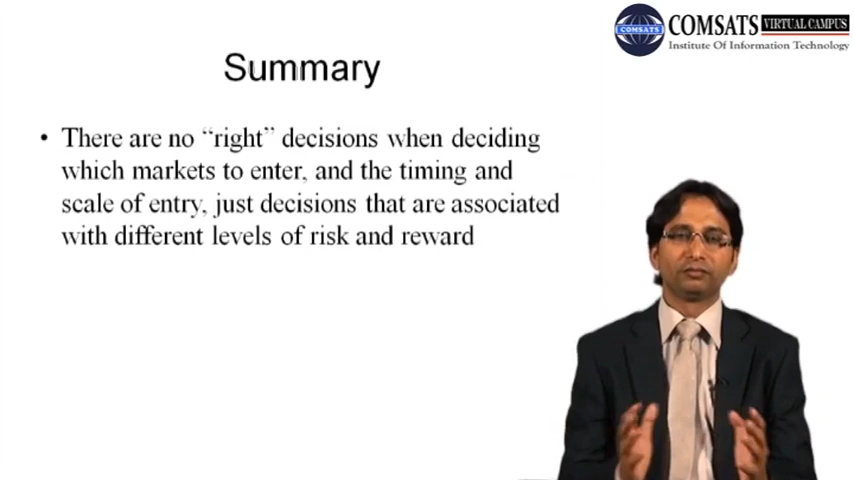 COMSATS VIRTUAL CAMPUS
Institute Of Information Technology
COMSATS
Summary
• There are no “right” decisions when deciding
which markets to enter, and the timing and
scale of entry, just decisions that are associated
with different levels of risk and reward